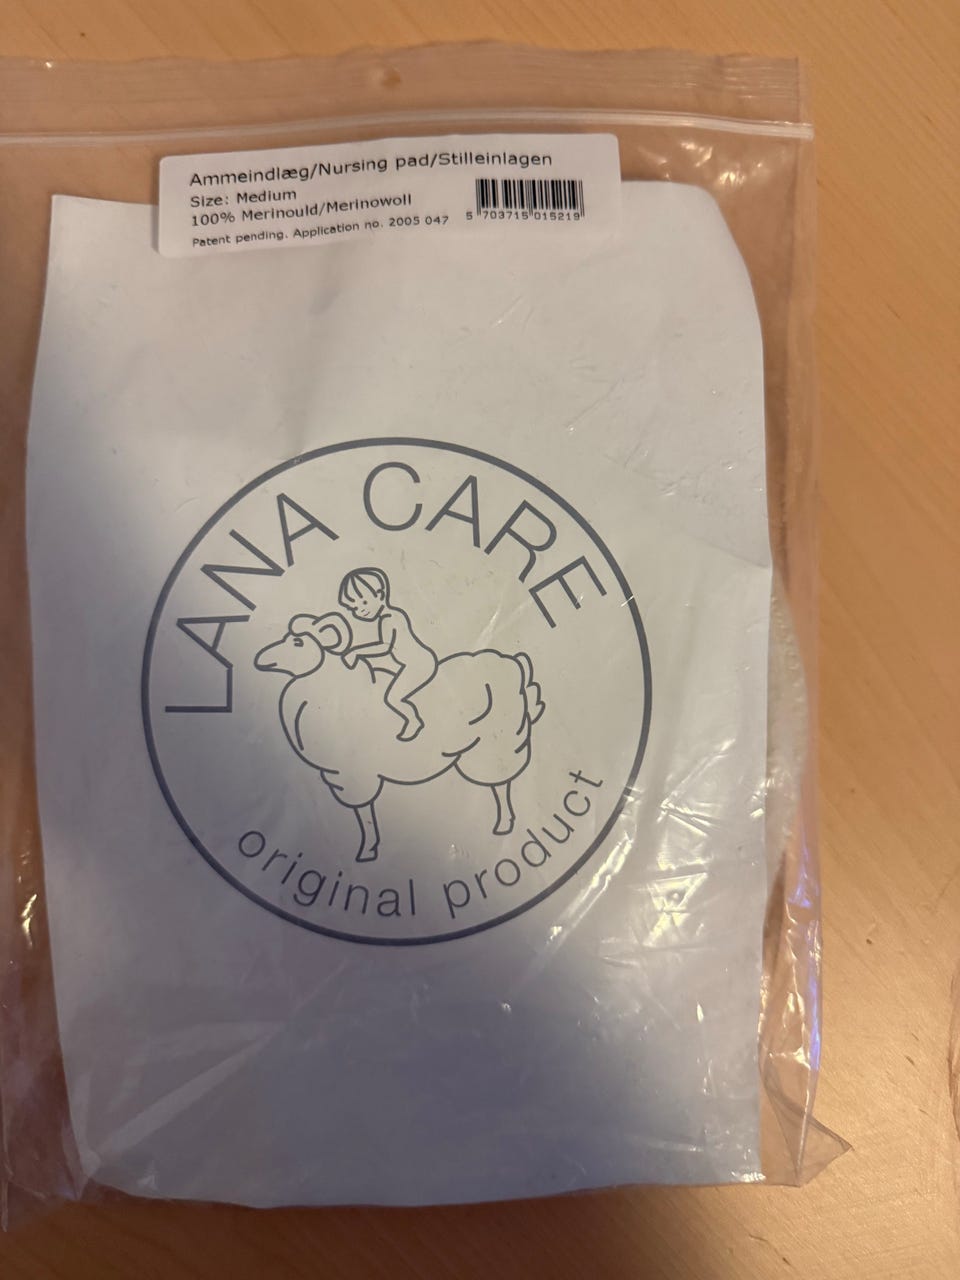 Ammeindlæg/Nursing pad/Stilleinlagen
Size: Medium
100% Merinould/Merinowoll
Patent pending. Application no. 2005 047
5 703715 015219
LANA CARE
original product